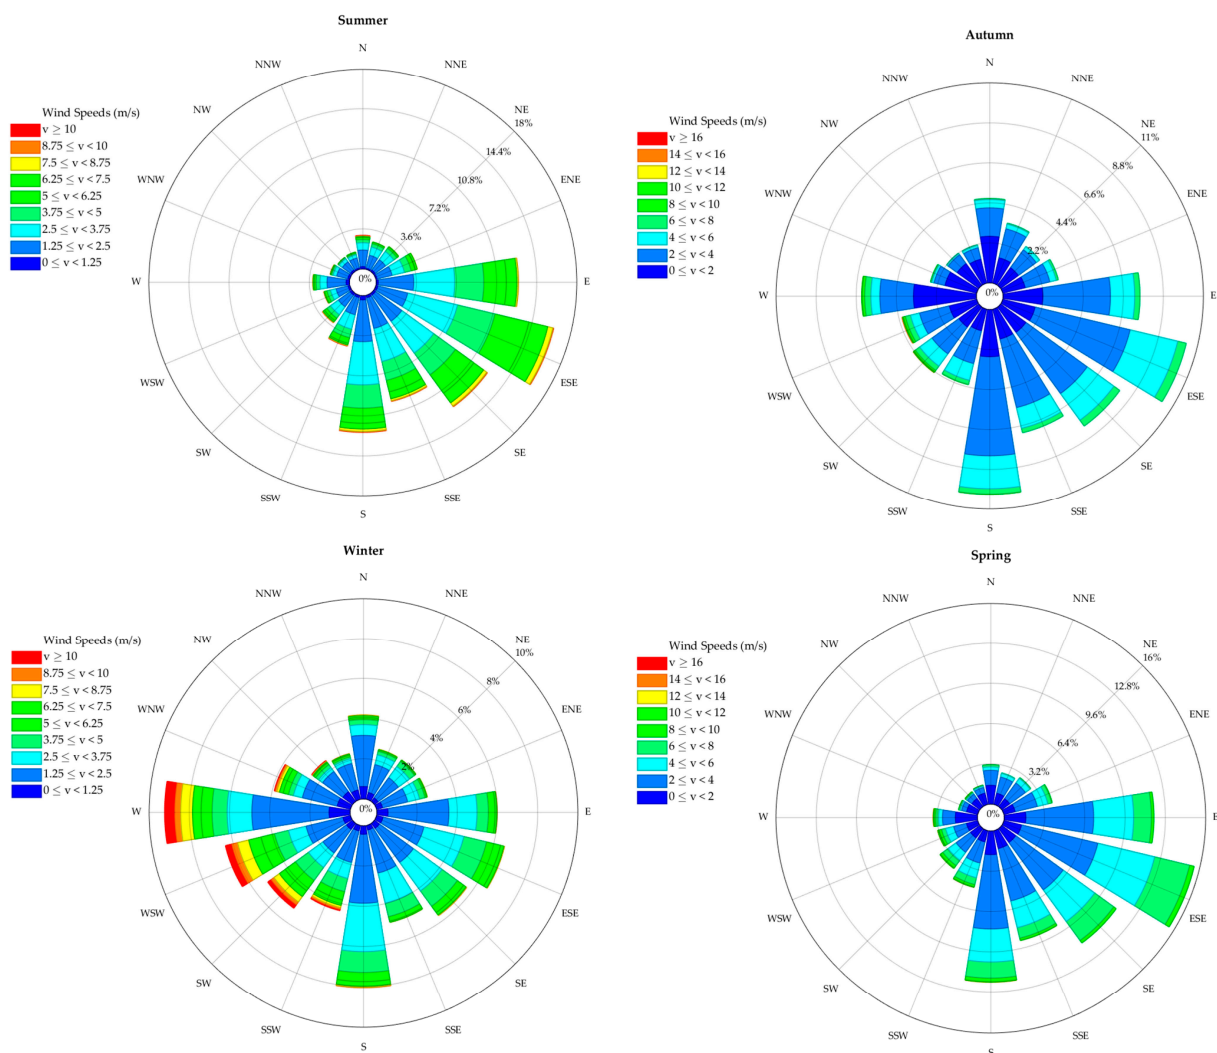 Summer
N
NNW
NNE
NW
NE
18%
14.4%
10.8%
7.2%
3.6%
0%
WNW
ENE
W
E
WSW
ESE
SW
SE
SSW
SSE
S
Wind Speeds (m/s)
v ≥ 10
8.75 ≤ v < 10
7.5 ≤ v < 8.75
6.25 ≤ v < 7.5
5 ≤ v < 6.25
3.75 ≤ v < 5
2.5 ≤ v < 3.75
1.25 ≤ v < 2.5
0 ≤ v < 1.25
Autumn
N
NNW
NNE
NW
NE
11%
8.8%
6.6%
4.4%
2.2%
0%
WNW
ENE
W
E
WSW
ESE
SW
SE
SSW
SSE
S
Wind Speeds (m/s)
v ≥ 16
14 ≤ v < 16
12 ≤ v < 14
10 ≤ v < 12
8 ≤ v < 10
6 ≤ v < 8
4 ≤ v < 6
2 ≤ v < 4
0 ≤ v < 2
Winter
N
NNW
NNE
NW
NE
10%
8%
6%
4%
2%
0%
WNW
ENE
W
E
WSW
ESE
SW
SE
SSW
SSE
S
Wind Speeds (m/s)
v ≥ 10
8.75 ≤ v < 10
7.5 ≤ v < 8.75
6.25 ≤ v < 7.5
5 ≤ v < 6.25
3.75 ≤ v < 5
2.5 ≤ v < 3.75
1.25 ≤ v < 2.5
0 ≤ v < 1.25
Spring
N
NNW
NNE
NW
NE
16%
12.8%
9.6%
6.4%
3.2%
0%
WNW
ENE
W
E
WSW
ESE
SW
SE
SSW
SSE
S
Wind Speeds (m/s)
v ≥ 16
14 ≤ v < 16
12 ≤ v < 14
10 ≤ v < 12
8 ≤ v < 10
6 ≤ v < 8
4 ≤ v < 6
2 ≤ v < 4
0 ≤ v < 2